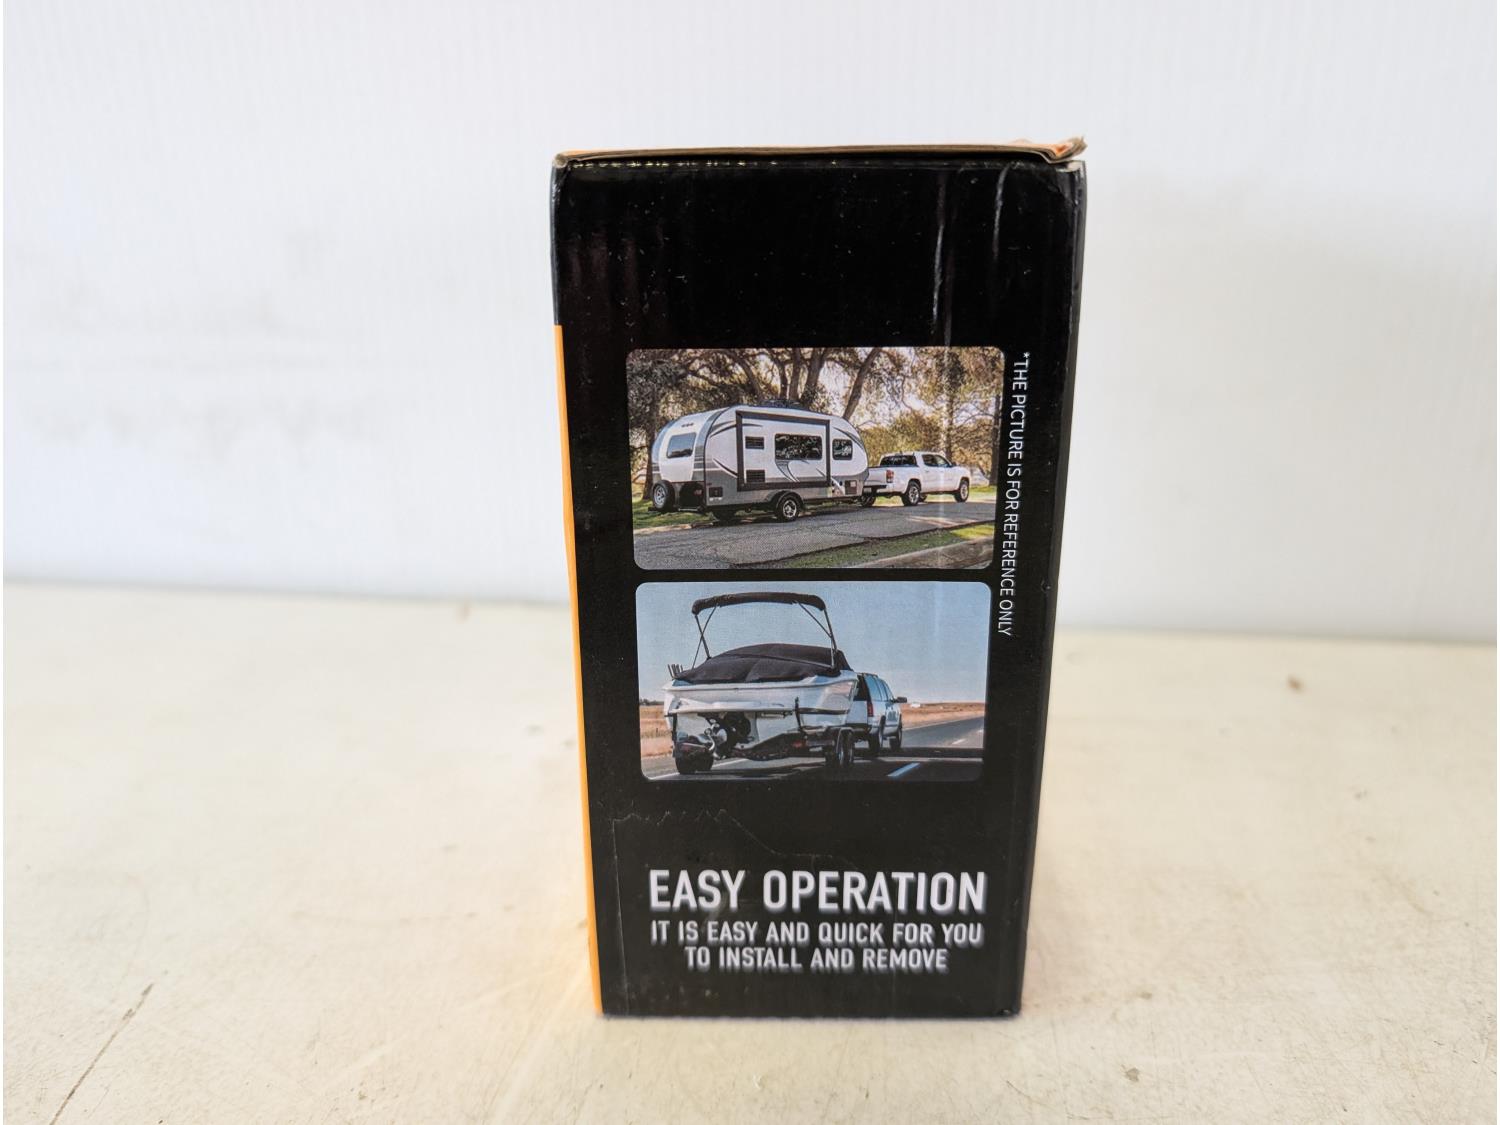 *THE PICTURE IS FOR REFERENCE ONLY
EASY OPERATION
IT IS EASY AND QUICK FOR YOU
TO INSTALL AND REMOVE